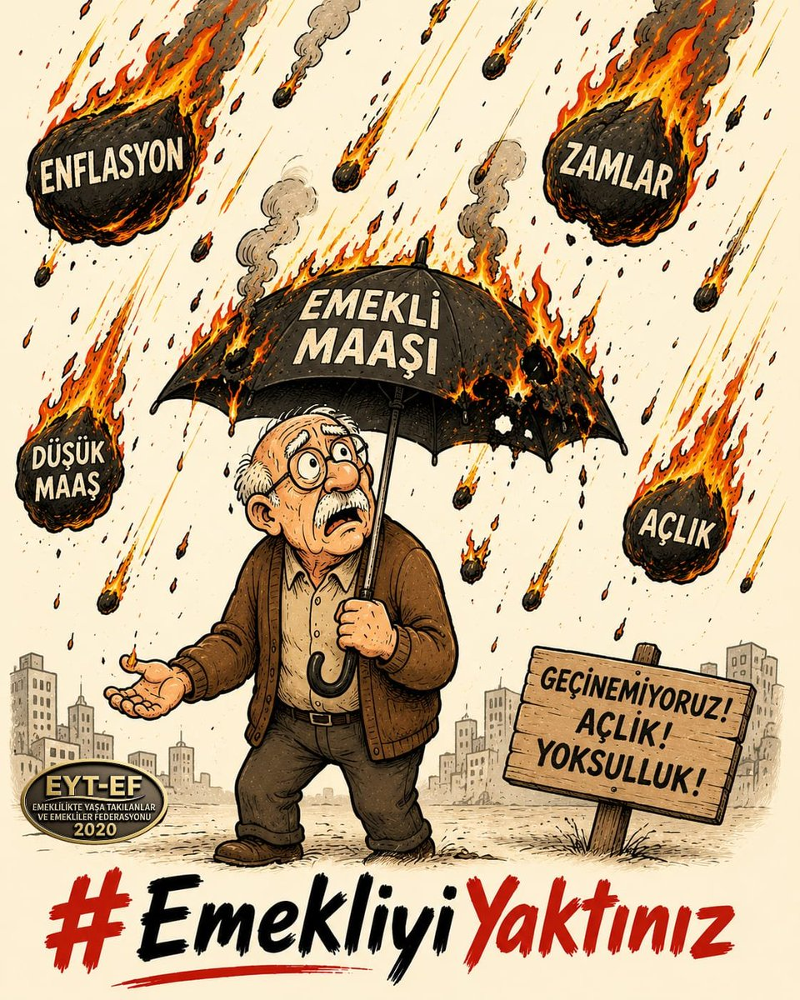 ENFLASYON
ZAMLAR
EMEKLİ
MAAŞI
DÜŞÜK
MAAŞ
AÇLIK
GEÇİNEMİYORUZ!
AÇLIK!
YOKSULLUK!
EYT-EF
EMEKLİLİKTE YAŞA TAKILANLAR
VE EMEKLİLER FEDERASYONU
2020
#EmekliyiYaktınız